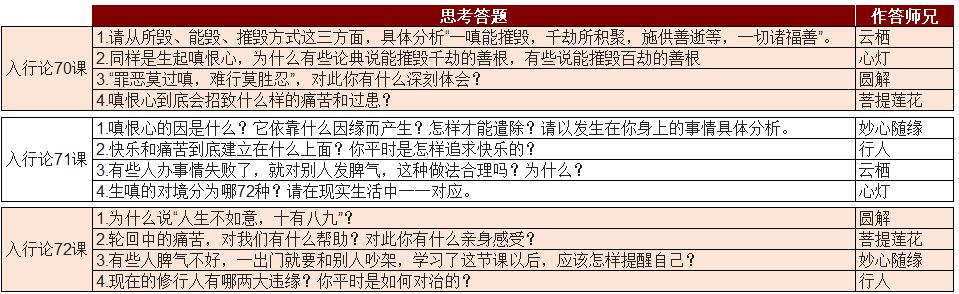 思考答题 作答师兄
入行论70课
1.请从所毁、能毁、摧毁方式这三方面，具体分析“一嗔能摧毁，千劫所积聚，施供善逝等，一切诸福善”。 云栖
2.同样是生起嗔恨心，为什么有些论典说能摧毁千劫的善根，有些说能摧毁百劫的善根 心灯
3.“罪恶莫过嗔，难行莫胜忍”，对此你有什么深刻体会？ 圆解
4.嗔恨心到底会招致什么样的痛苦和过患？ 菩提莲花
入行论71课
1.嗔恨心的因是什么？它依靠什么因缘而产生？怎样才能遣除？请以发生在你身上的事情具体分析。 妙心随缘
2.快乐和痛苦到底建立在什么上面？你平时是怎样追求快乐的？ 行人
3.有些人办事情失败了，就对别人发脾气，这种做法合理吗？为什么？ 云栖
4.生嗔的对境分为哪72种？请在现实生活中一一对应。 心灯
入行论72课
1.为什么说“人生不如意，十有八九”？ 圆解
2.轮回中的痛苦，对我们有什么帮助？对此你有什么亲身感受？ 菩提莲花
3.有些人脾气不好，一出门就要和别人吵架，学习了这节课以后，应该怎样提醒自己？ 妙心随缘
4.现在的修行人有哪两大违缘？你平时是如何对治的？ 行人